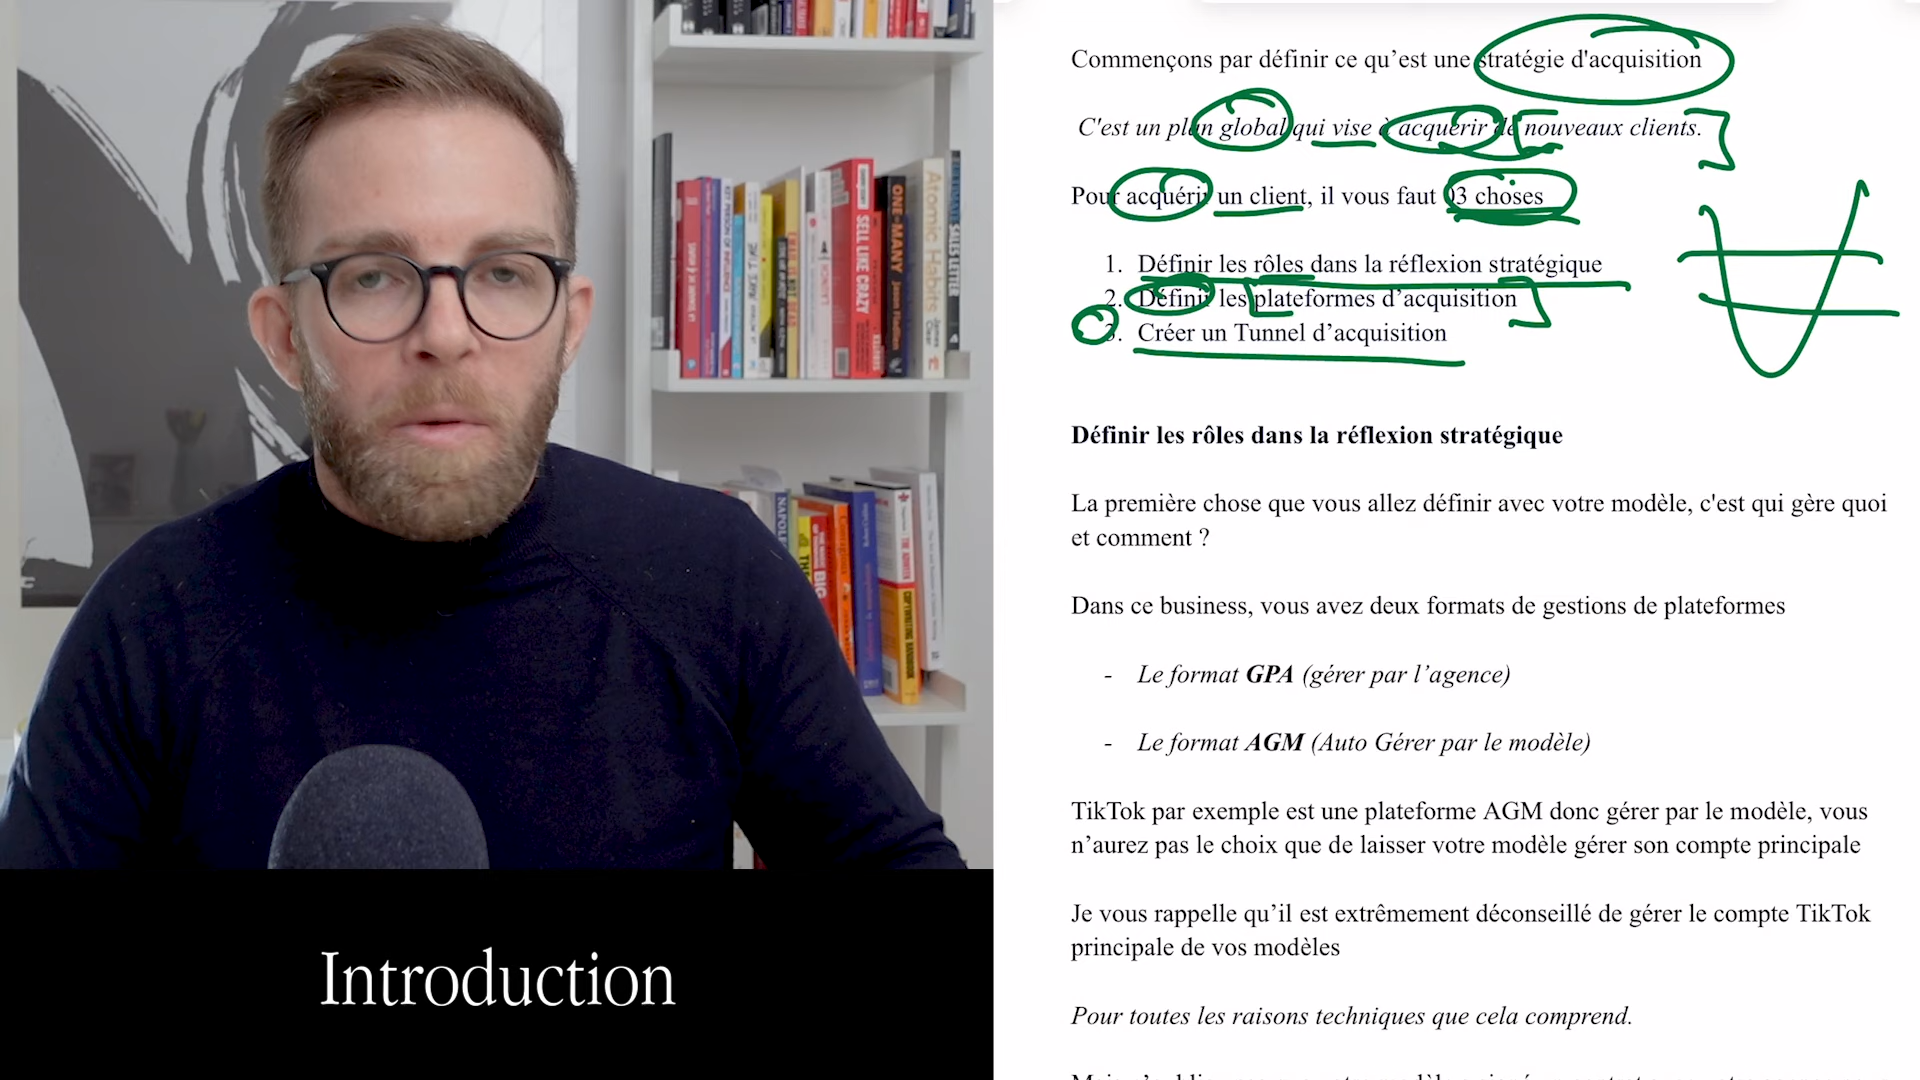 Commençons par définir ce qu’est une stratégie d'acquisition
C'est un plan global qui vise à acquérir de nouveaux clients.
Pour acquérir un client, il vous faut 03 choses
1. Définir les rôles dans la réflexion stratégique
2. Définir les plateformes d’acquisition
3. Créer un Tunnel d’acquisition
Définir les rôles dans la réflexion stratégique
La première chose que vous allez définir avec votre modèle, c'est qui gère quoi
et comment ?
Dans ce business, vous avez deux formats de gestions de plateformes
- Le format GPA (gérer par l’agence)
- Le format AGM (Auto Gérer par le modèle)
TikTok par exemple est une plateforme AGM donc gérer par le modèle, vous
n’aurez pas le choix que de laisser votre modèle gérer son compte principale
Je vous rappelle qu’il est extrêmement déconseillé de gérer le compte TikTok
principale de vos modèles
Pour toutes les raisons techniques que cela comprend.
Introduction
SELL LIKE CRAZY
ONE-MANY
Atomic Habits